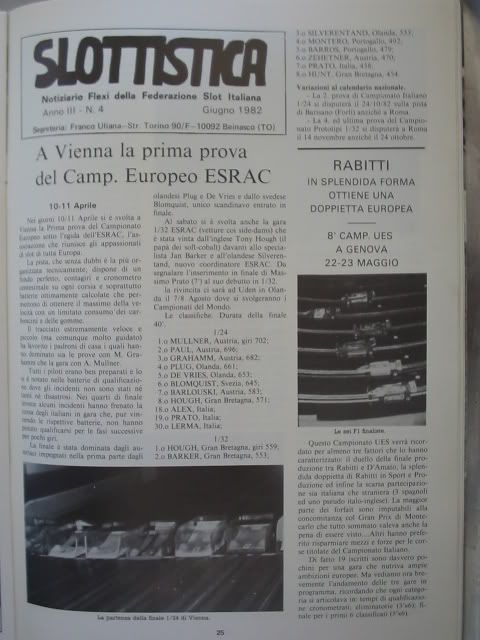 SLOTTISTICA
Notiziario Flexi della Federazione Slot Italiana
Anno III - N. 4
Giugno 1982
Segreteria: Franco Uliana - Str. Torino 90/F - 10092 Beinasco (TO)
A Vienna la prima prova
del Camp. Europeo ESRAC
10-11 Aprile
Nei giorni 10/11 Aprile si è svolta a
Vienna la Prima prova del Campionato
Europeo sotto l'egida dell'ESRAC, l'as-
sociazione che riunisce gli appassionati
di slot di tutta Europa.
La pista, che senza dubbi è la più or-
ganizzata tecnicamente, dispone di un
fondo perfetto, contagiri e cronometro
centesimale su ogni corsia e soprattutto
batterie ottimamente calcolate che per-
mettono di ottenere il massimo della ve-
locità con un limitato consumo dei car-
boncini e delle gomme.
Il tracciato estremamente veloce e
piccolo (ma comunque molto guidato)
ha favorito i padroni di casa i quali han-
no dominato sia le prove con M. Gra-
hamm che la gara con A. Mullner.
Tutti i piloti erano ben preparati e lo
si è notato nelle batterie di qualificazio-
ne dove gli incidenti non sono stati né
tanti né disastrosi. Nei quarti di finale
invece alcuni incidenti hanno frenato la
corsa degli italiani in gara che, pur vin-
cendo le rispettive batterie, non hanno
potuto qualificarsi per le fasi successive
per pochi giri.
La finale è stata dominata dagli au-
striaci impegnati nella prima parte dagli
olandesi Plug e De Vries e dallo svedese
Blomquist, unico scandinavo entrato in
finale.
Al sabato si è svolta anche la gara
1/32 ESRAC (vetture coi side-dams) che
è stata vinta dall'inglese Tony Hough (il
papà dei soft-cobalt) davanti allo specia-
lista Jan Barker e all'olandese Silveren-
tand, nuovo coordinatore ESRAC. Da
segnalare l'inserimento in finale di Mas-
simo Prato (7°) al suo debutto in 1/32.
La rivincita ci sarà ad Uden in Olanda
il 7/8 Agosto dove si svolgeranno i
Campionati del Mondo.
Le classifiche. Durata della finale
40'.
1/24
1.o MULLNER, Austria, giri 702;
2.o PAUL, Austria, 696;
3.o GRAHAMM, Austria, 682;
4.o PLUG, Olanda, 661;
5.o DE VRIES, Olanda, 653;
6.o BLOMQUIST, Svezia, 645;
7.o BARLOUSKI, Austria, 583;
8.o HOUGH, Gran Bretagna, 571;
18.o ALEX, Italia;
19.o PRATO, Italia;
30.o LERMA, Italia;
1/32
1.o HOUGH, Gran Bretagna, giri 559;
2.o BARKER, Gran Bretagna, 553;
3.o SILVERENTAND, Olanda, 533;
4.o MONTERO, Portogallo, 492;
5.o BARROS, Portogallo, 479;
6.o ZEHETNER, Austria, 470;
7.o PRATO, Italia, 458;
8.o HUNT, Gran Bretagna, 454.
Variazioni al calendario nazionale.
- La 2. prova di Campionato Italiano
1/24 si disputerà il 24/10/82 sulla pista
di Barisano (Forlì) anziché a Roma.
- La 4. ed ultima prova del Campio-
nato Prototipi 1/32 si disputerà a Roma
il 14 novembre anziché il 24 ottobre.
RABITTI
IN SPLENDIDA FORMA
OTTIENE UNA
DOPPIETTA EUROPEA
8° CAMP. UES
A GENOVA
22-23 MAGGIO
Le sei F1 finaliste.
Questo Campionato UES verrà ricor-
dato per almeno tre fattori che lo hanno
caratterizzato: il duello della finale pro-
duzione tra Rabitti e D'Amato, la splen-
dida doppietta di Rabitti in Sport e Pro-
duzione ed infine la scarsa partecipazio-
ne sia italiana che straniera (3 spagnoli
ed uno pseudo italo-inglese). La maggior
parte dei forfait sono imputabili alla
concomitanza col Gran Prix di Monte-
carlo che tutto sommato valeva anche la
pena di essere visto... Altri hanno prefe-
rito risparmiare mezzi e forze per le cor-
se titolate del Campionato Italiano.
Di fatto 19 iscritti sono davvero po-
chini per una gara che nutriva ampie
ambizioni europee. Ma vediamo ora bre-
vemente l'andamento delle tre gare in
programma, ricordando che ogni catego-
ria si articolava in: tempi di qualificazio-
ne cronometrati; eliminatorie (3'x6); fi-
nale per i primi 6 classificati (5'x6).
La partenza della finale 1/24 di Vienna.
25